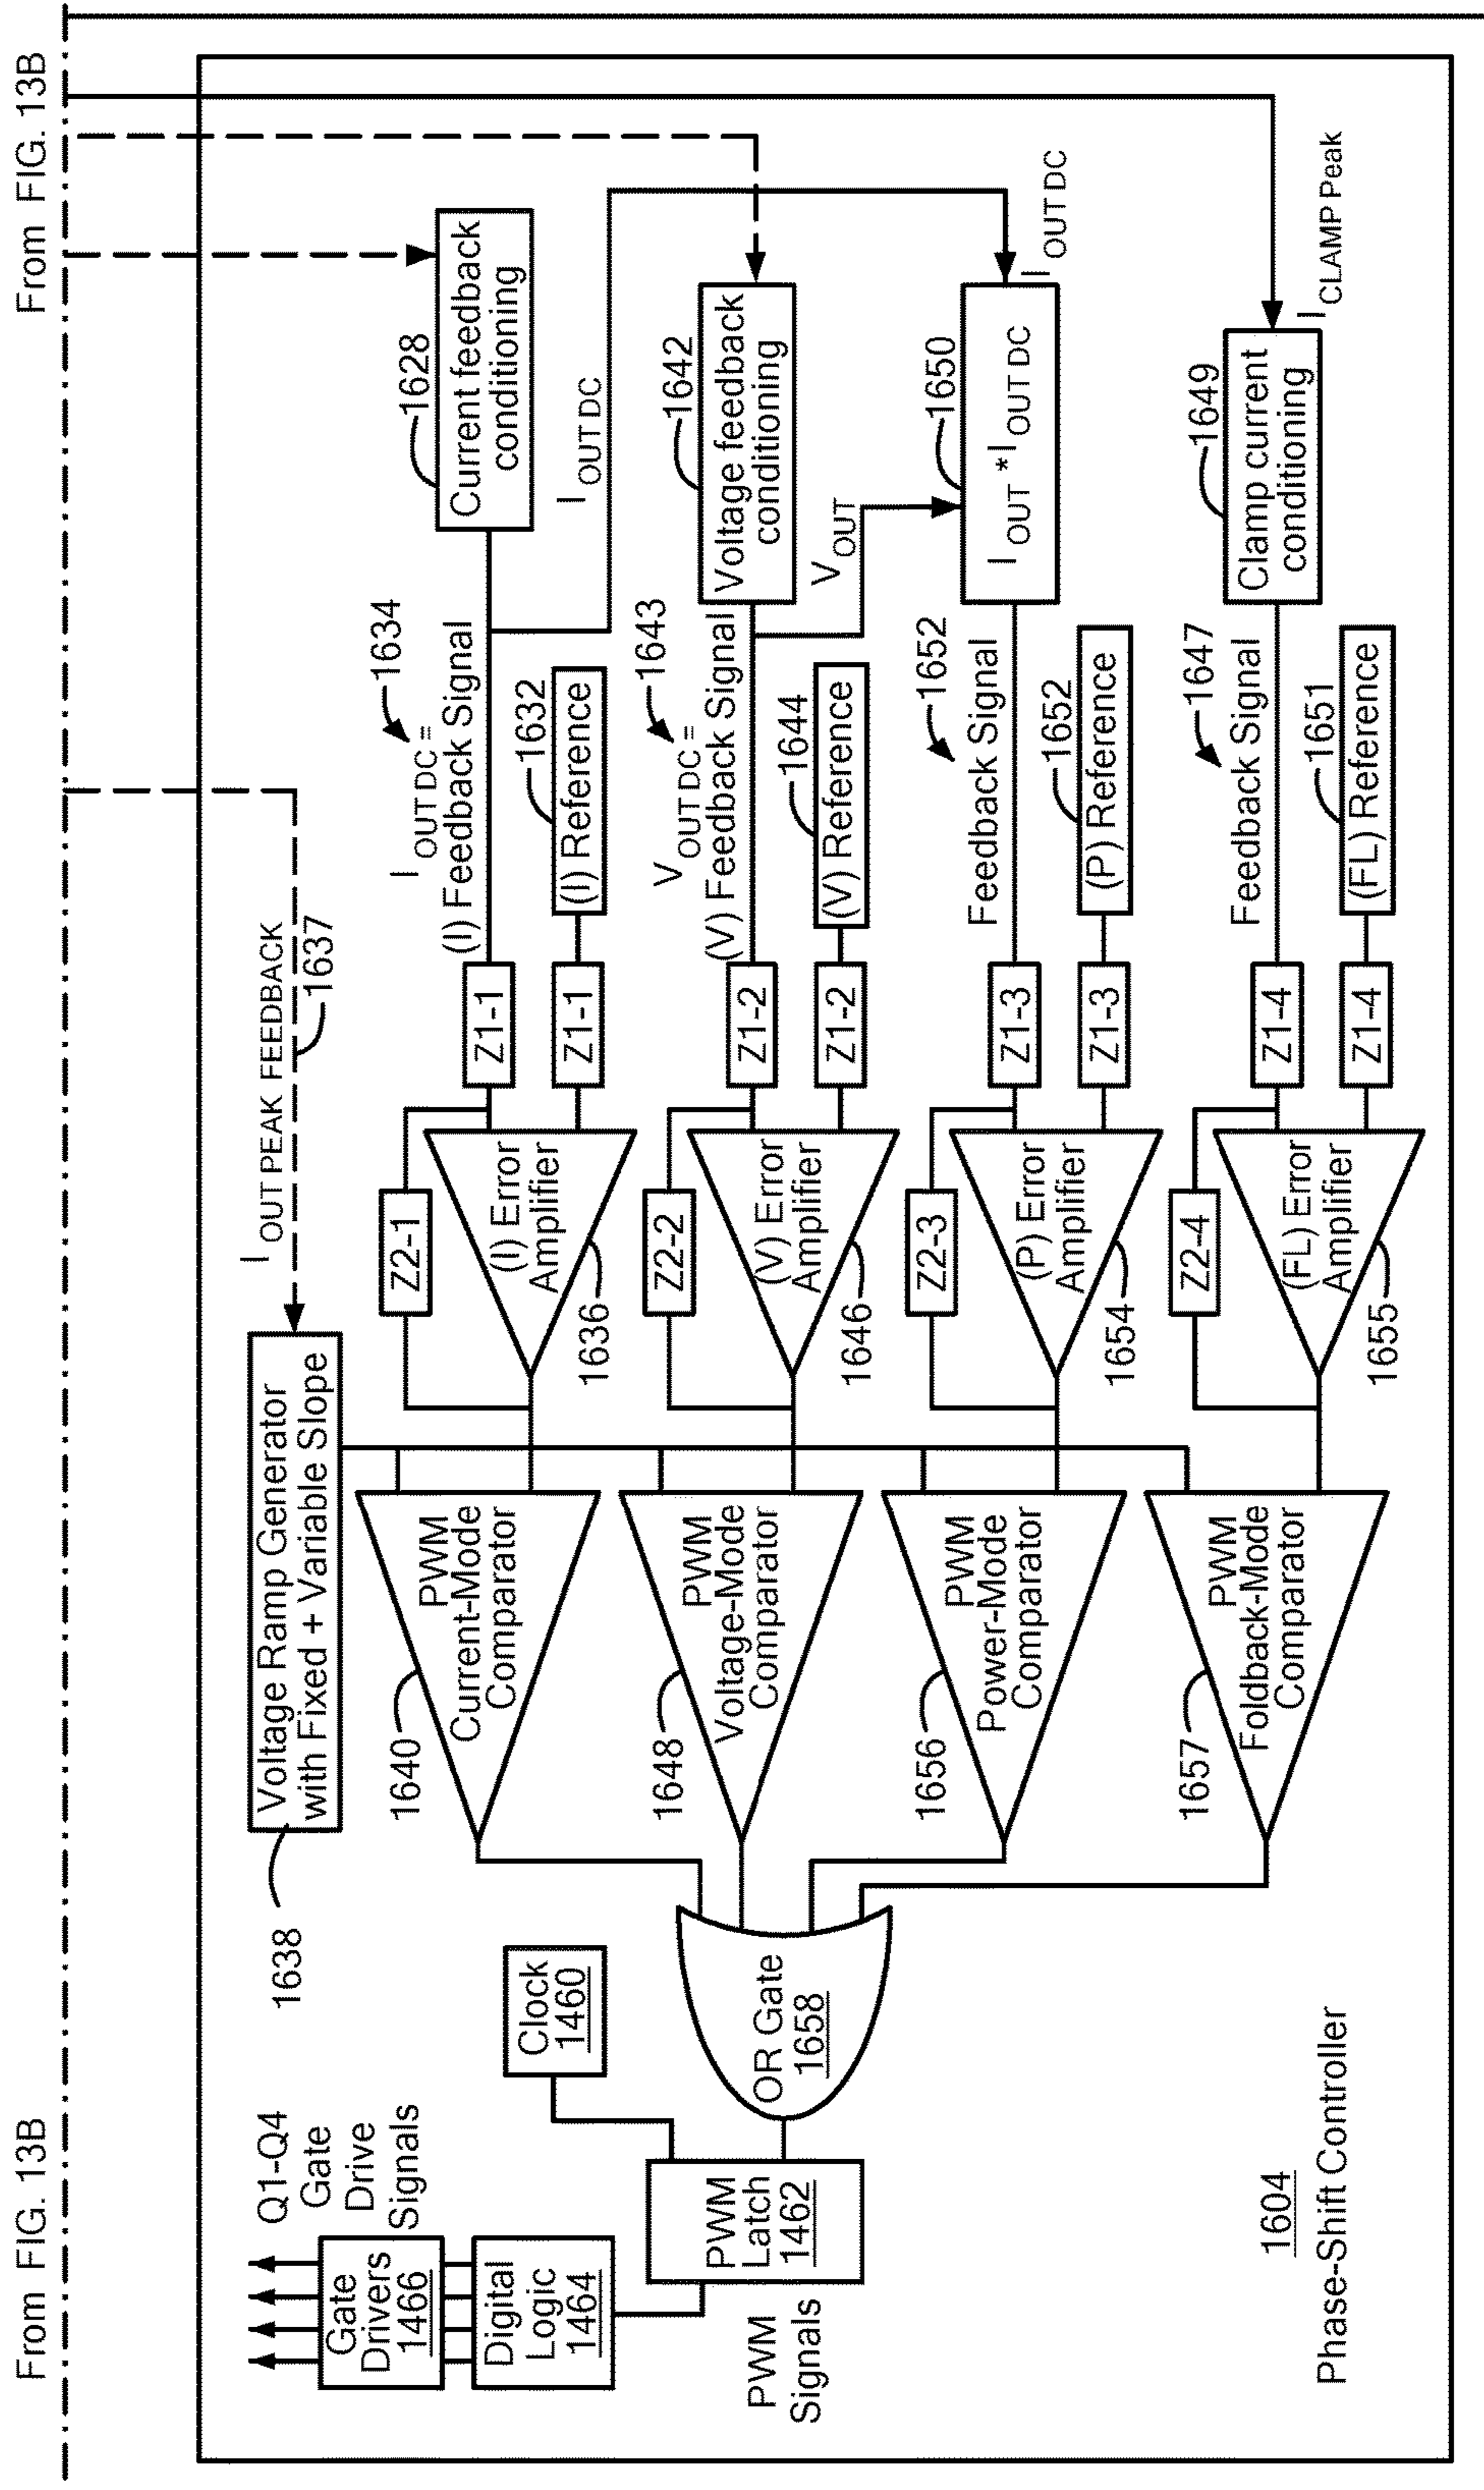 From FIG. 13B
From FIG. 13B
Q1-Q4
Gate
Drive
Signals
Gate
Drivers
1466
Digital
Logic
1464
PWM
Signals
PWM
Latch
1462
Clock
1460
OR Gate
1658
1604
Phase-Shift Controller
1638
Voltage Ramp Generator
with Fixed + Variable Slope
I OUT PEAK FEEDBACK
1637
1640
PWM
Current-Mode
Comparator
Z2-1
(I) Error
Amplifier
1636
Z1-1
Z1-1
I OUT DC =
(I) Feedback Signal
1634
(I) Reference
1632
1628
Current feedback
conditioning
I OUT DC
1648
PWM
Voltage-Mode
Comparator
Z2-2
(V) Error
Amplifier
1646
Z1-2
Z1-2
V OUT DC =
(V) Feedback Signal
1643
(V) Reference
1644
1642
Voltage feedback
conditioning
V OUT
1656
PWM
Power-Mode
Comparator
Z2-3
(P) Error
Amplifier
1654
Z1-3
Z1-3
Feedback Signal
1652
(P) Reference
1652
1650
I OUT *I OUT DC
I OUT DC
1657
PWM
Foldback-Mode
Comparator
Z2-4
(FL) Error
Amplifier
1655
Z1-4
Z1-4
Feedback Signal
1647
(FL) Reference
1651
1649
Clamp current
conditioning
I CLAMP Peak